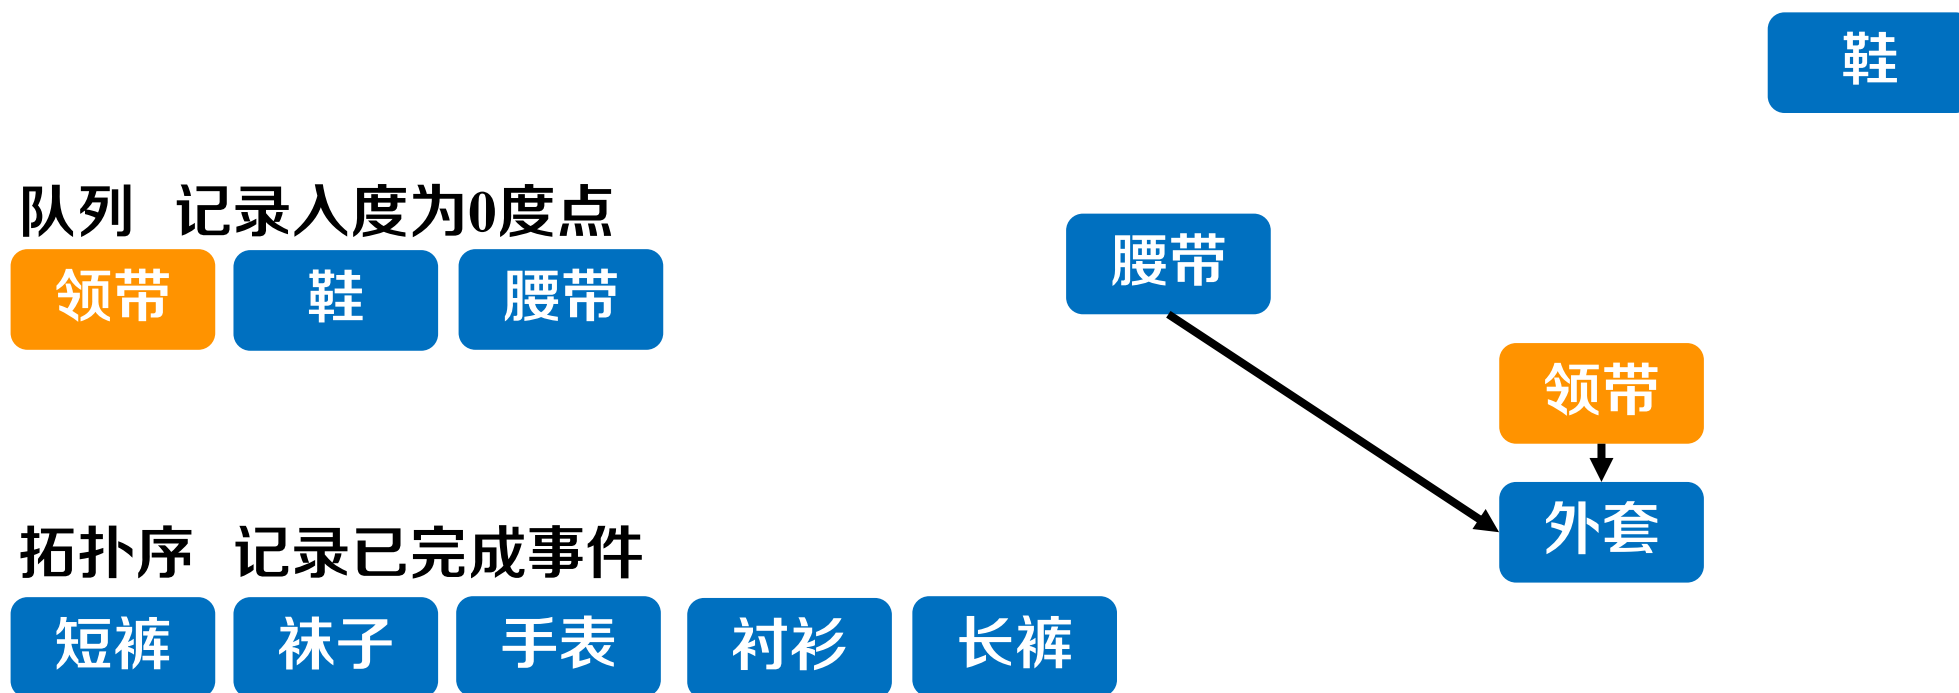 鞋
队列 记录入度为0度点
领带 鞋 腰带
腰带
领带
外套
拓扑序 记录已完成事件
短裤 袜子 手表 衬衫 长裤